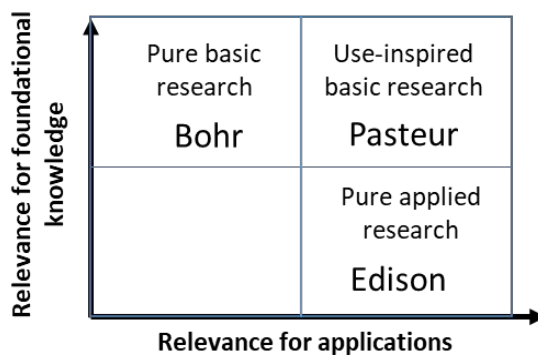 Relevance for foundational
knowledge
Pure basic
research
Bohr
Use-inspired
basic research
Pasteur
Pure applied
research
Edison
Relevance for applications